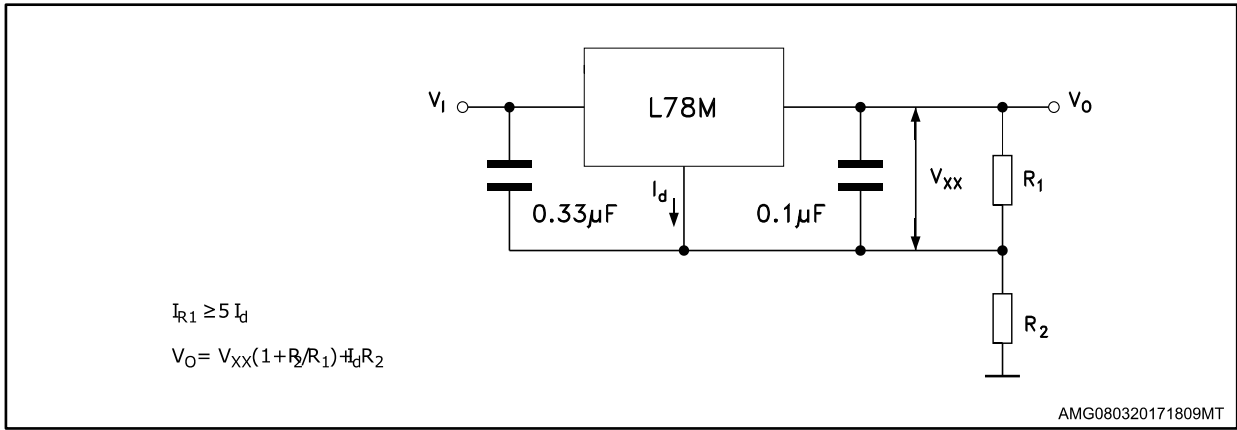 V_I
L78M
V_O
I_d
0.33µF
0.1µF
V_XX
R_1
R_2
I_R1 ≥ 5 I_d
V_O= V_XX(1+R_2/R_1)+I_dR_2
AMG080320171809MT